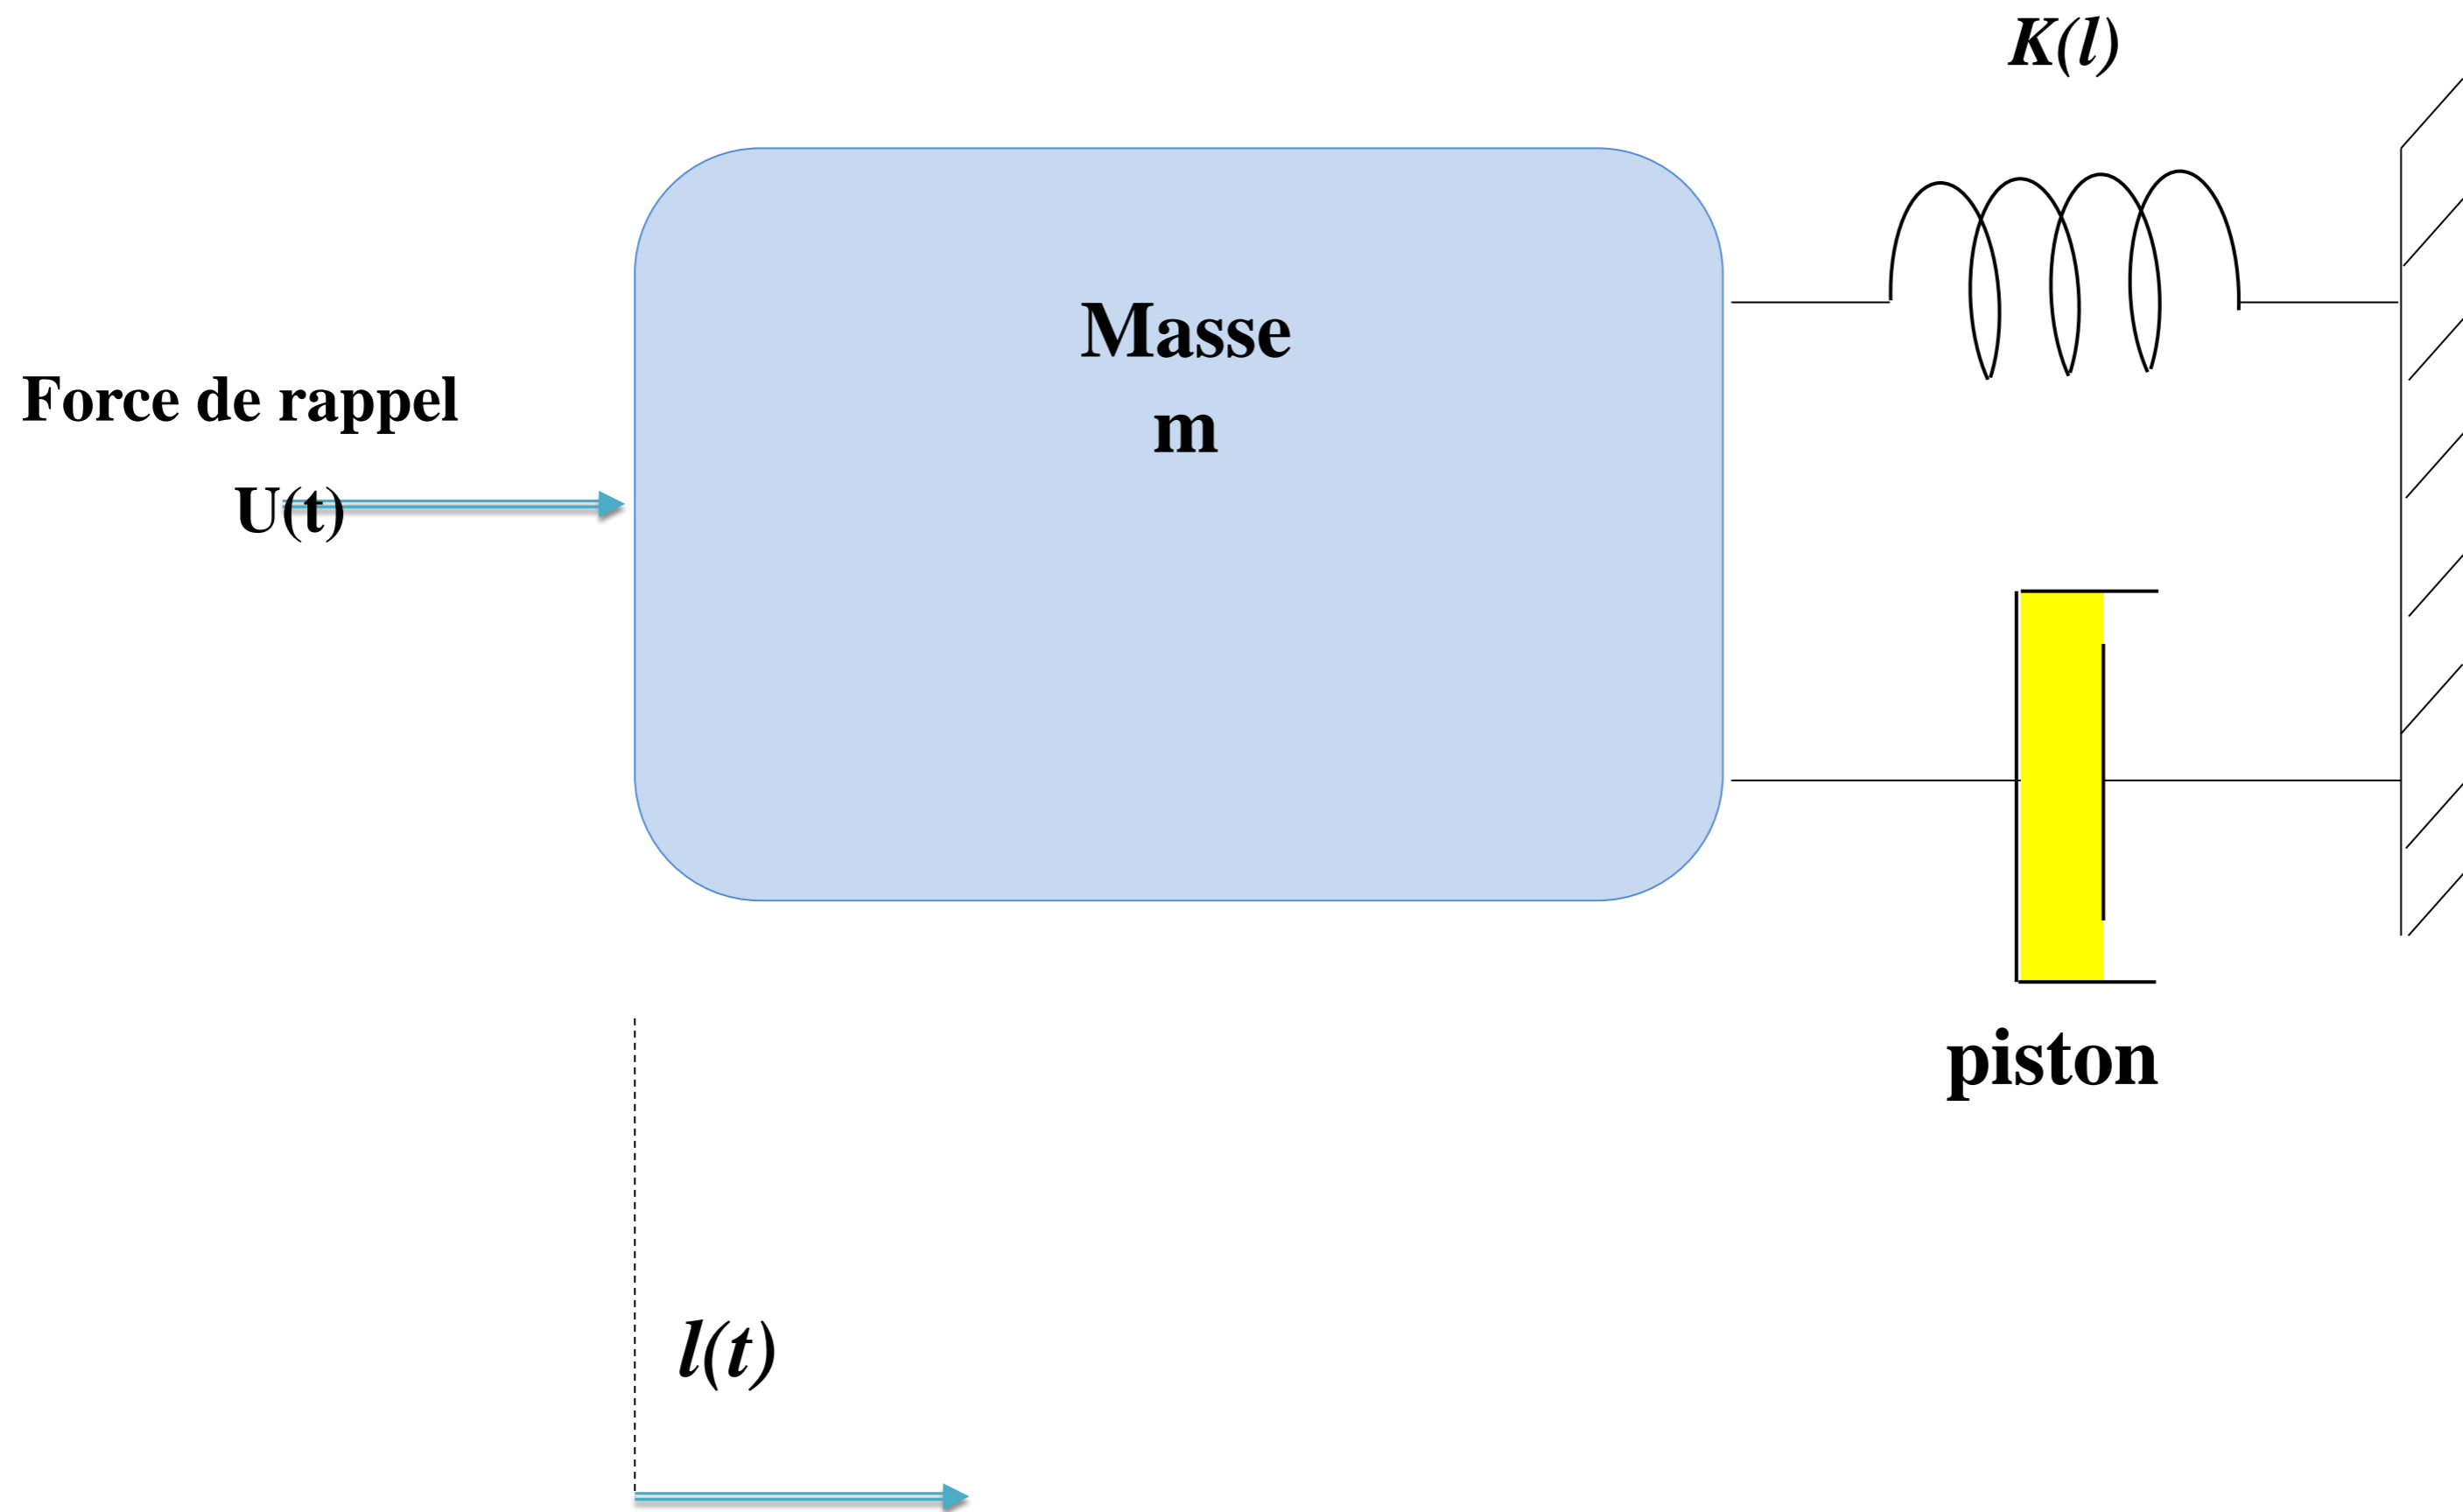 K(l)
Masse
m
Force de rappel
U(t)
piston
l(t)